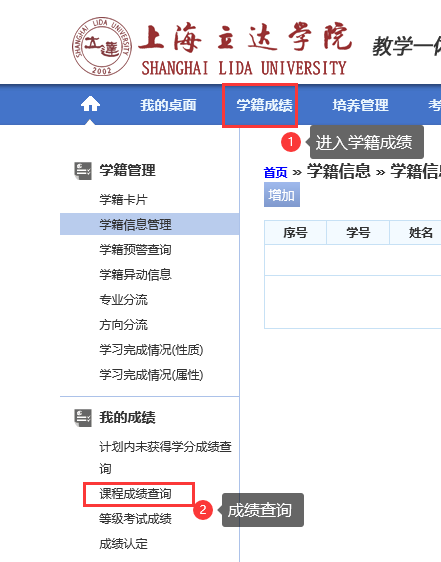 SHANGHAI LIDA UNIVERSITY
立达
2002
上海立达学院
SHANGHAI LIDA UNIVERSITY
教学一
我的桌面
学籍成绩
培养管理
1
进入学籍成绩
学籍管理
学籍卡片
学籍信息管理
学籍预警查询
学籍异动信息
专业分流
方向分流
学习完成情况(性质)
学习完成情况(属性)
首页 » 学籍信息 » 学籍信
增加
序号
学号
姓名
我的成绩
计划内未获得学分成绩查
询
课程成绩查询
2
成绩查询
等级考试成绩
成绩认定